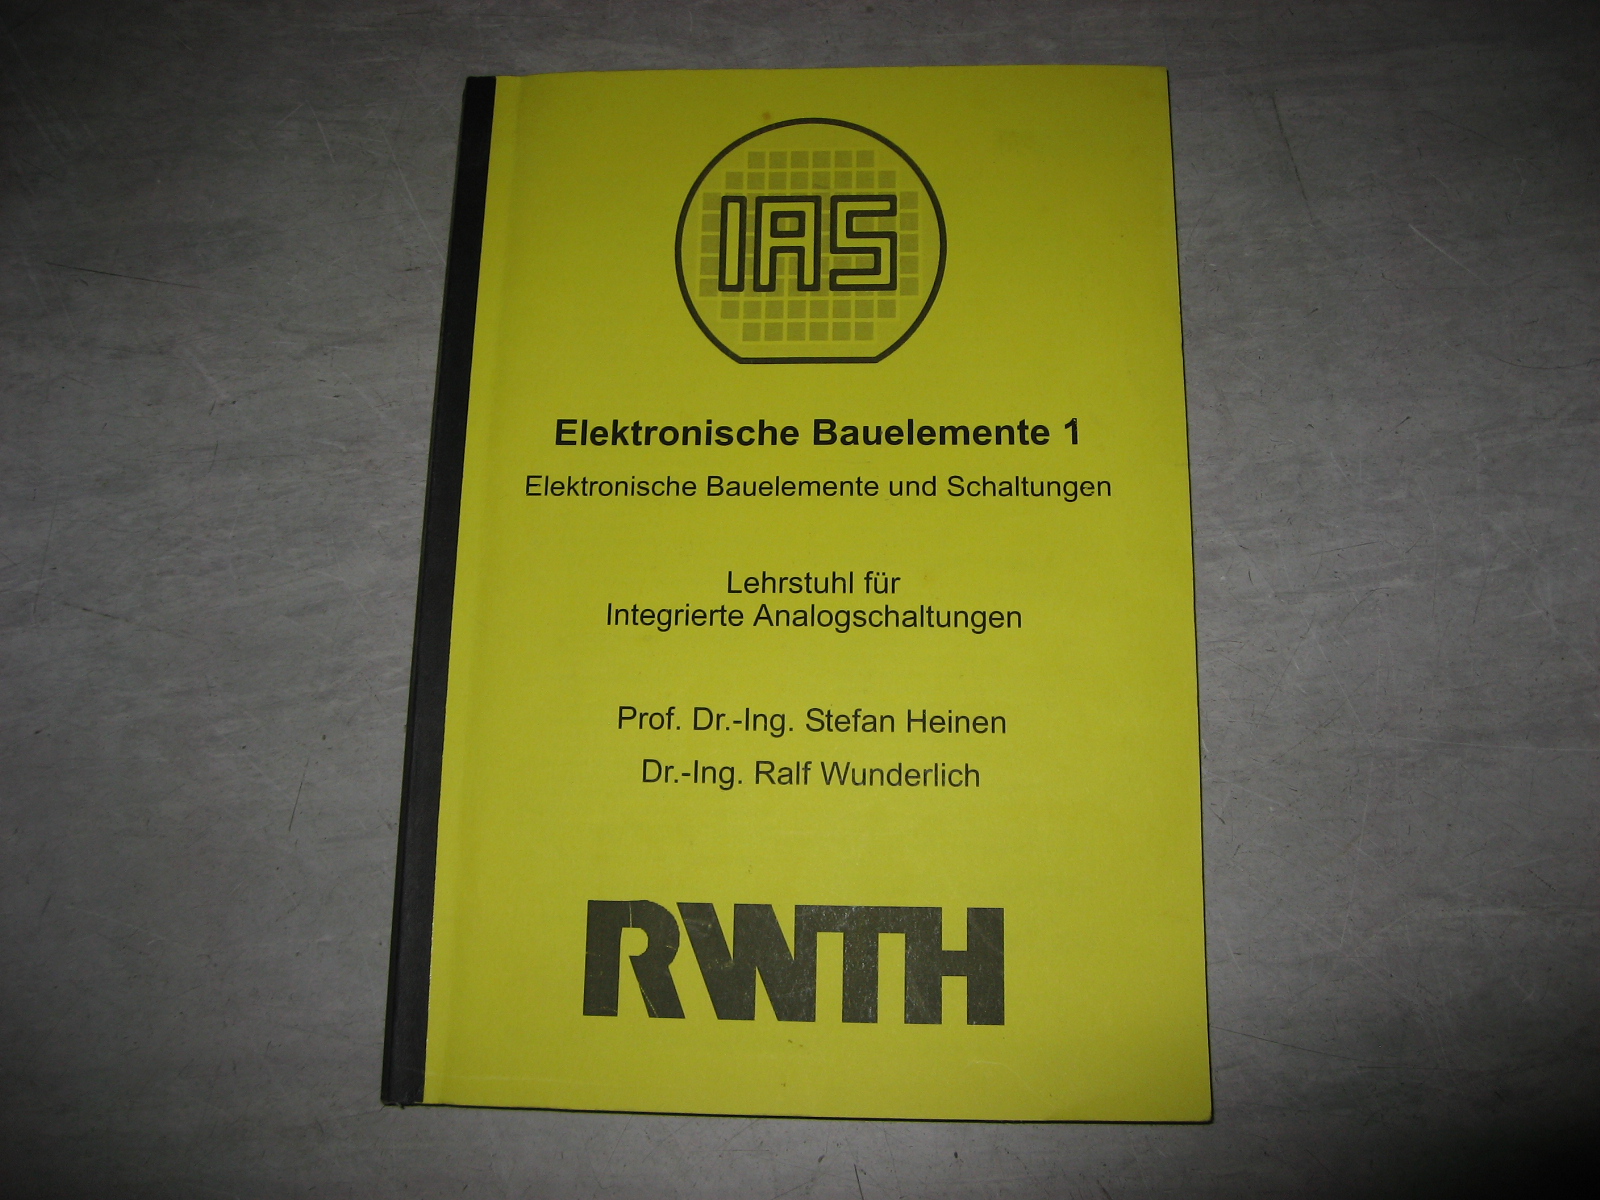 IAS
Elektronische Bauelemente 1
Elektronische Bauelemente und Schaltungen
Lehrstuhl für
Integrierte Analogschaltungen
Prof. Dr.-Ing. Stefan Heinen
Dr.-Ing. Ralf Wunderlich
RWTH